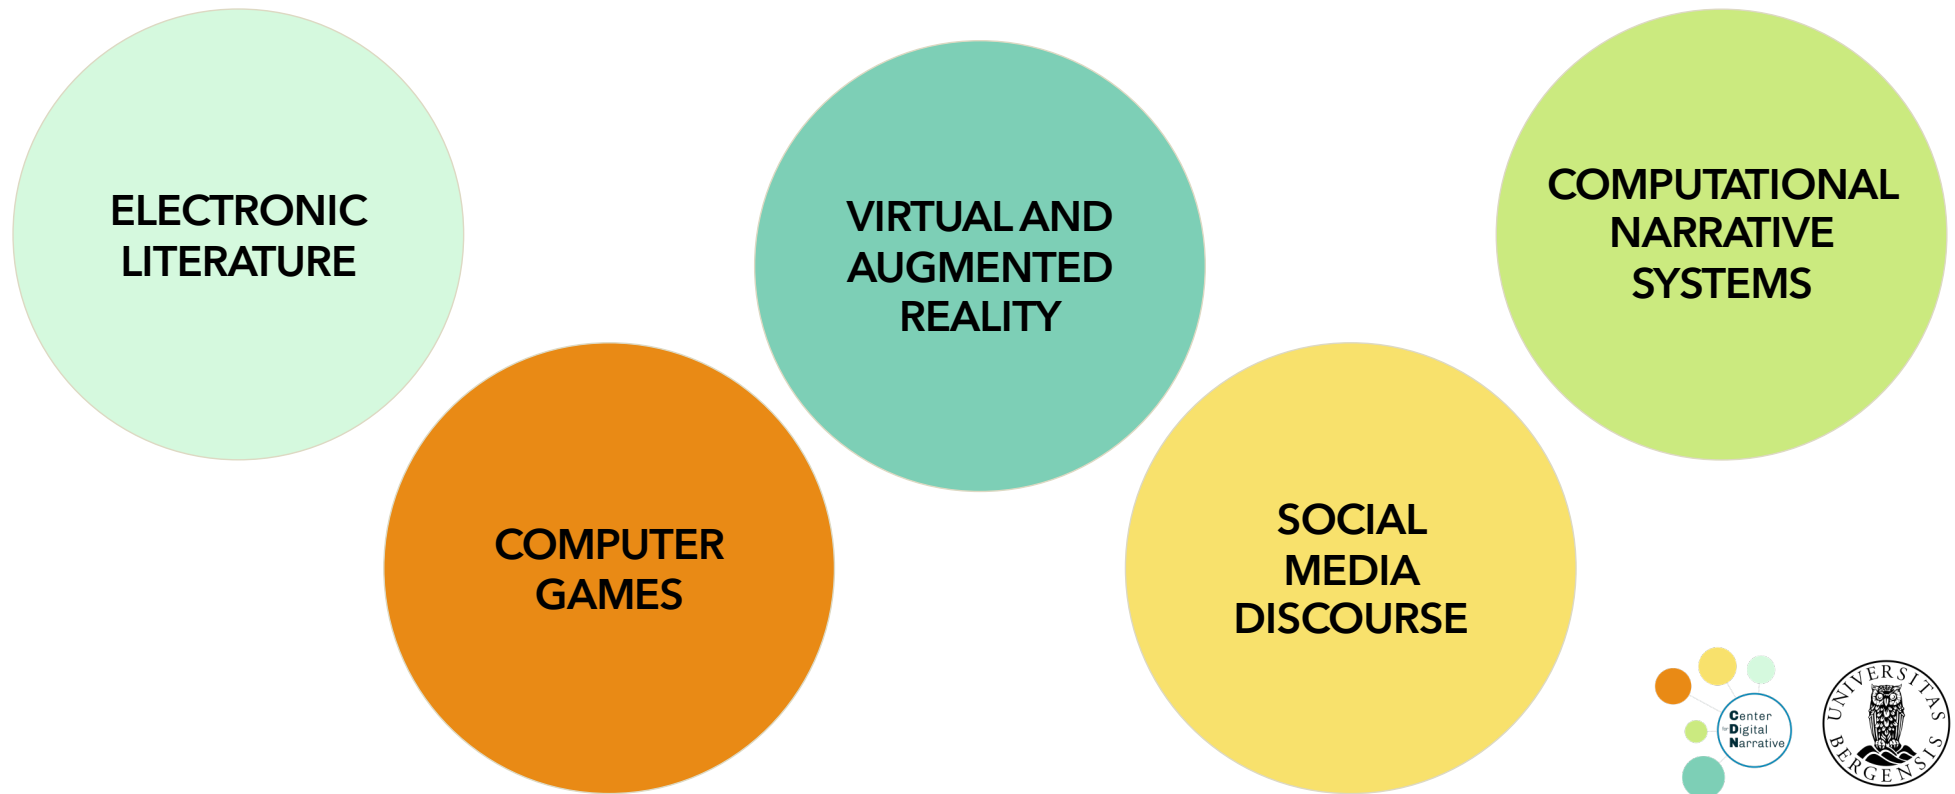 ELECTRONIC
LITERATURE
COMPUTER
GAMES
VIRTUAL AND
AUGMENTED
REALITY
SOCIAL
MEDIA
DISCOURSE
COMPUTATIONAL
NARRATIVE
SYSTEMS
Center
for Digital
Narrative
UNIVERSITAS
BERGENSIS